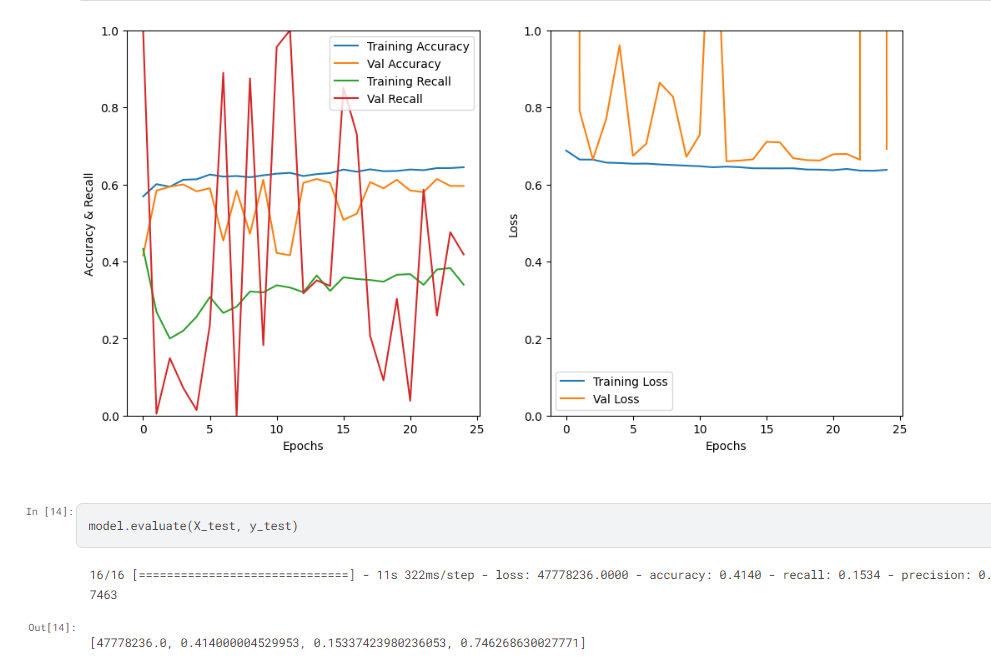 1.0
0.8
0.6
0.4
0.2
0.0
Accuracy & Recall
Training Accuracy
Val Accuracy
Training Recall
Val Recall
0 5 10 15 20 25
Epochs
1.0
0.8
0.6
0.4
0.2
0.0
Loss
Training Loss
Val Loss
0 5 10 15 20 25
Epochs
In [14]:
model.evaluate(X_test, y_test)
16/16 [==============================] - 11s 322ms/step - loss: 47778236.0000 - accuracy: 0.4140 - recall: 0.1534 - precision: 0.
7463
Out[14]:
[47778236.0, 0.414000004529953, 0.15337423980236053, 0.746268630027771]